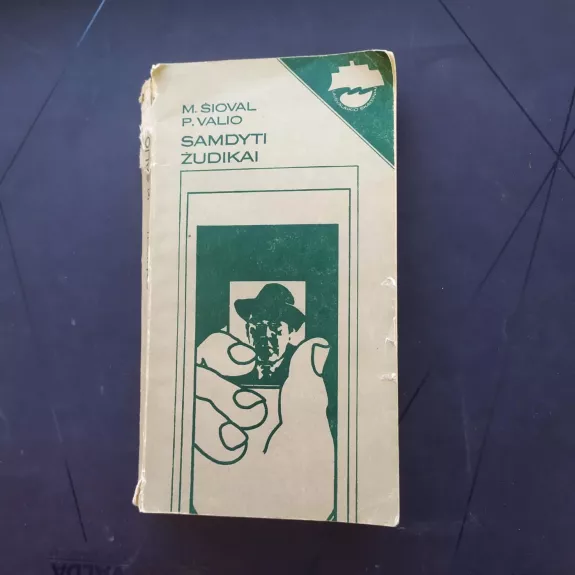 M. ŠIOVAL
P. VALIO
SAMDYTI
ŽUDIKAI